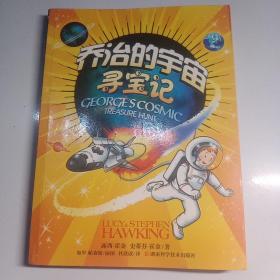 乔治的宇宙
寻宝记
GEORGE'S COSMIC
TREASURE HUNT
LUCY & STEPHEN
HAWKING
露西·霍金 史蒂芬·霍金/著
湖南科学技术出版社